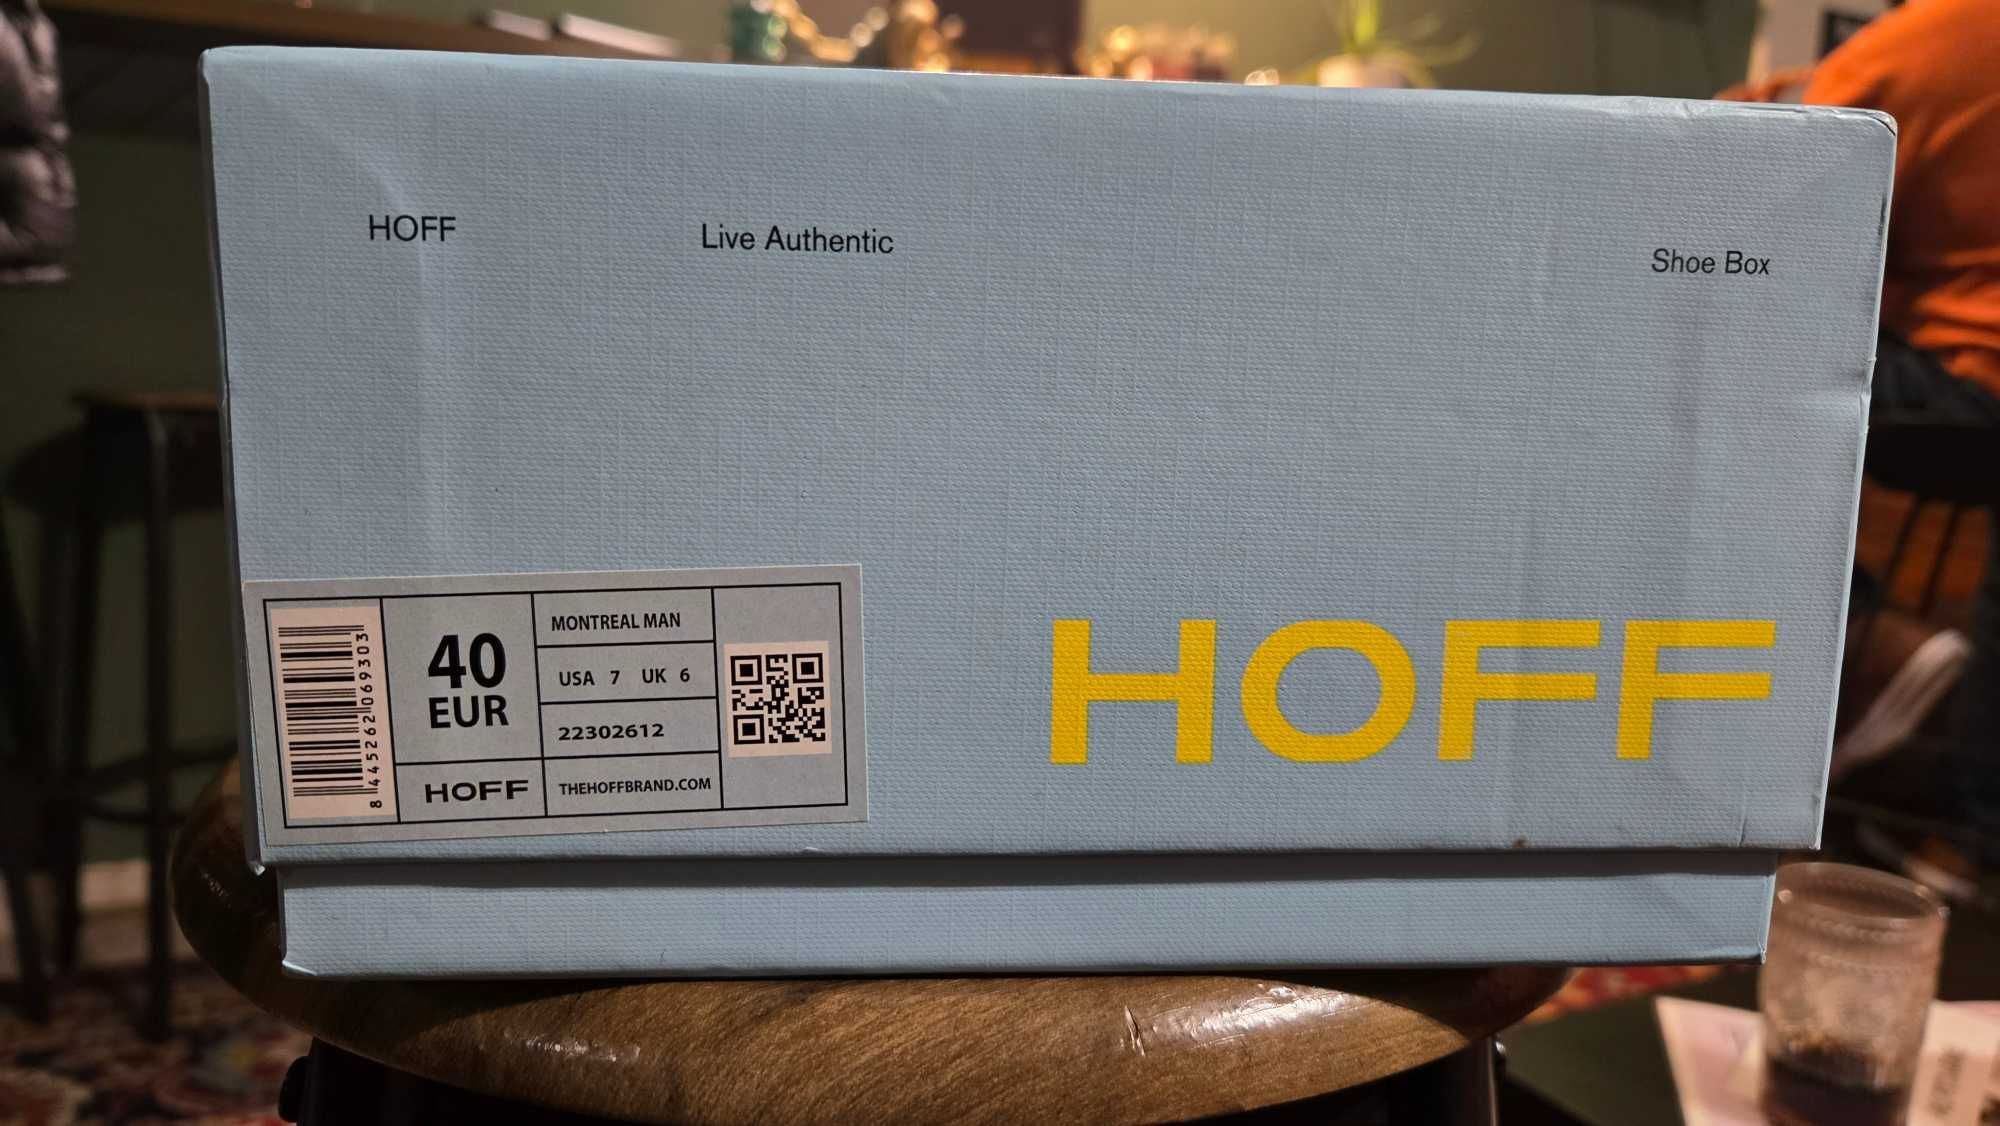 HOFF
Live Authentic
Shoe Box
8 445262 069303
40
EUR
HOFF
MONTREAL MAN
USA 7 UK 6
22302612
THEHOFFBRAND.COM
HOFF